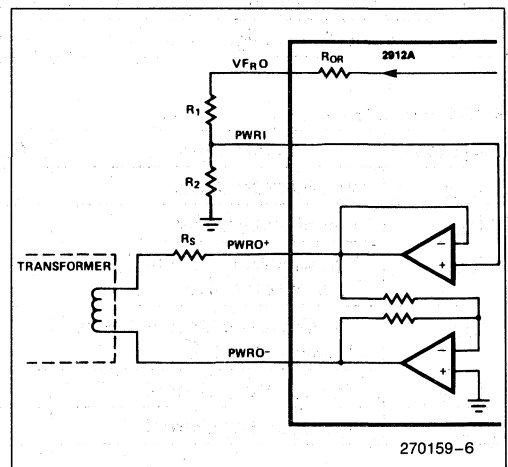 VFRO
ROR
2912A
R1
PWRI
R2
RS
PWRO+
TRANSFORMER
−
+
PWRO−
−
+
270159-6